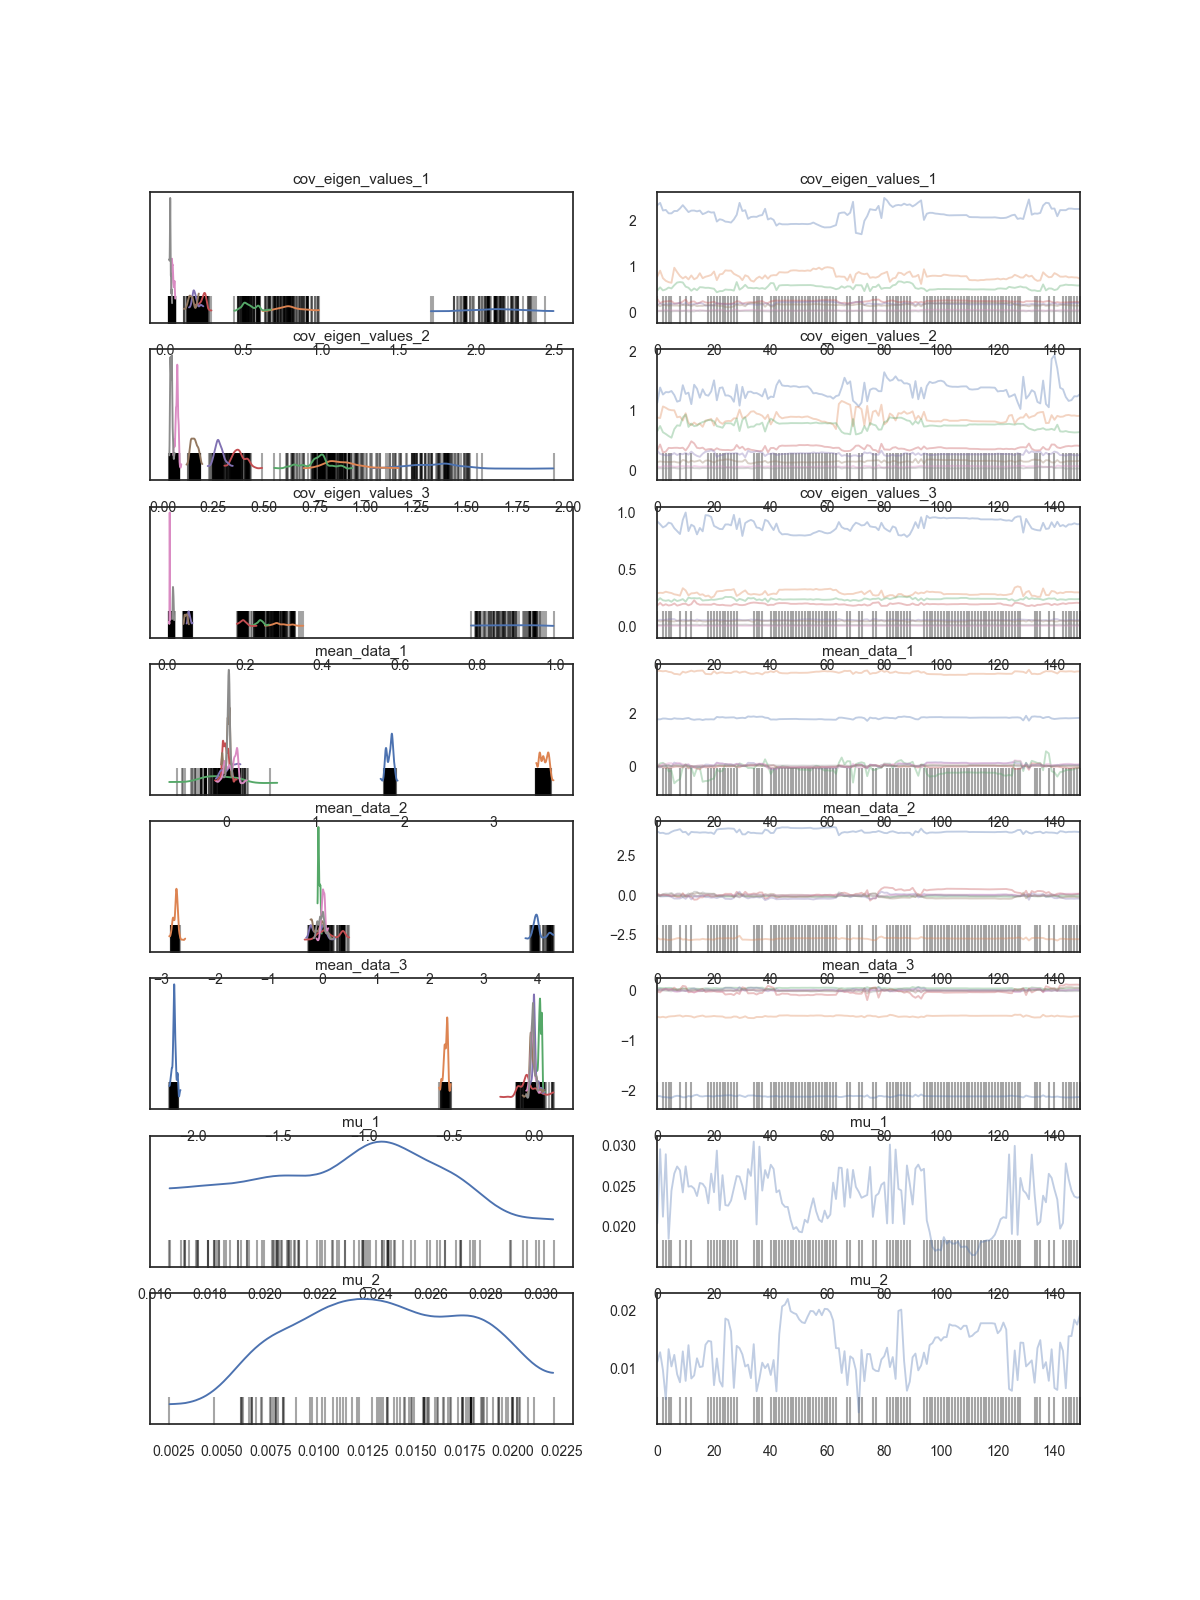 cov_eigen_values_1 cov_eigen_values_1
2
1
0
0.0 0.5 1.0 1.5 2.0 2.5 0 20 40 60 80 100 120 140
cov_eigen_values_2 cov_eigen_values_2
2
1
0
0.00 0.25 0.50 0.75 1.00 1.25 1.50 1.75 2.00 0 20 40 60 80 100 120 140
cov_eigen_values_3 cov_eigen_values_3
1.0
0.5
0.0
0.0 0.2 0.4 0.6 0.8 1.0 0 20 40 60 80 100 120 140
mean_data_1 mean_data_1
2
0
0 1 2 3 0 20 40 60 80 100 120 140
mean_data_2 mean_data_2
2.5
0.0
−2.5
−3 −2 −1 0 1 2 3 4 0 20 40 60 80 100 120 140
mean_data_3 mean_data_3
0
−1
−2
−2.0 −1.5 −1.0 −0.5 0.0 0 20 40 60 80 100 120 140
mu_1 mu_1
0.030
0.025
0.020
0.016 0.018 0.020 0.022 0.024 0.026 0.028 0.030 0 20 40 60 80 100 120 140
mu_2 mu_2
0.02
0.01
0.0025 0.0050 0.0075 0.0100 0.0125 0.0150 0.0175 0.0200 0.0225 0 20 40 60 80 100 120 140